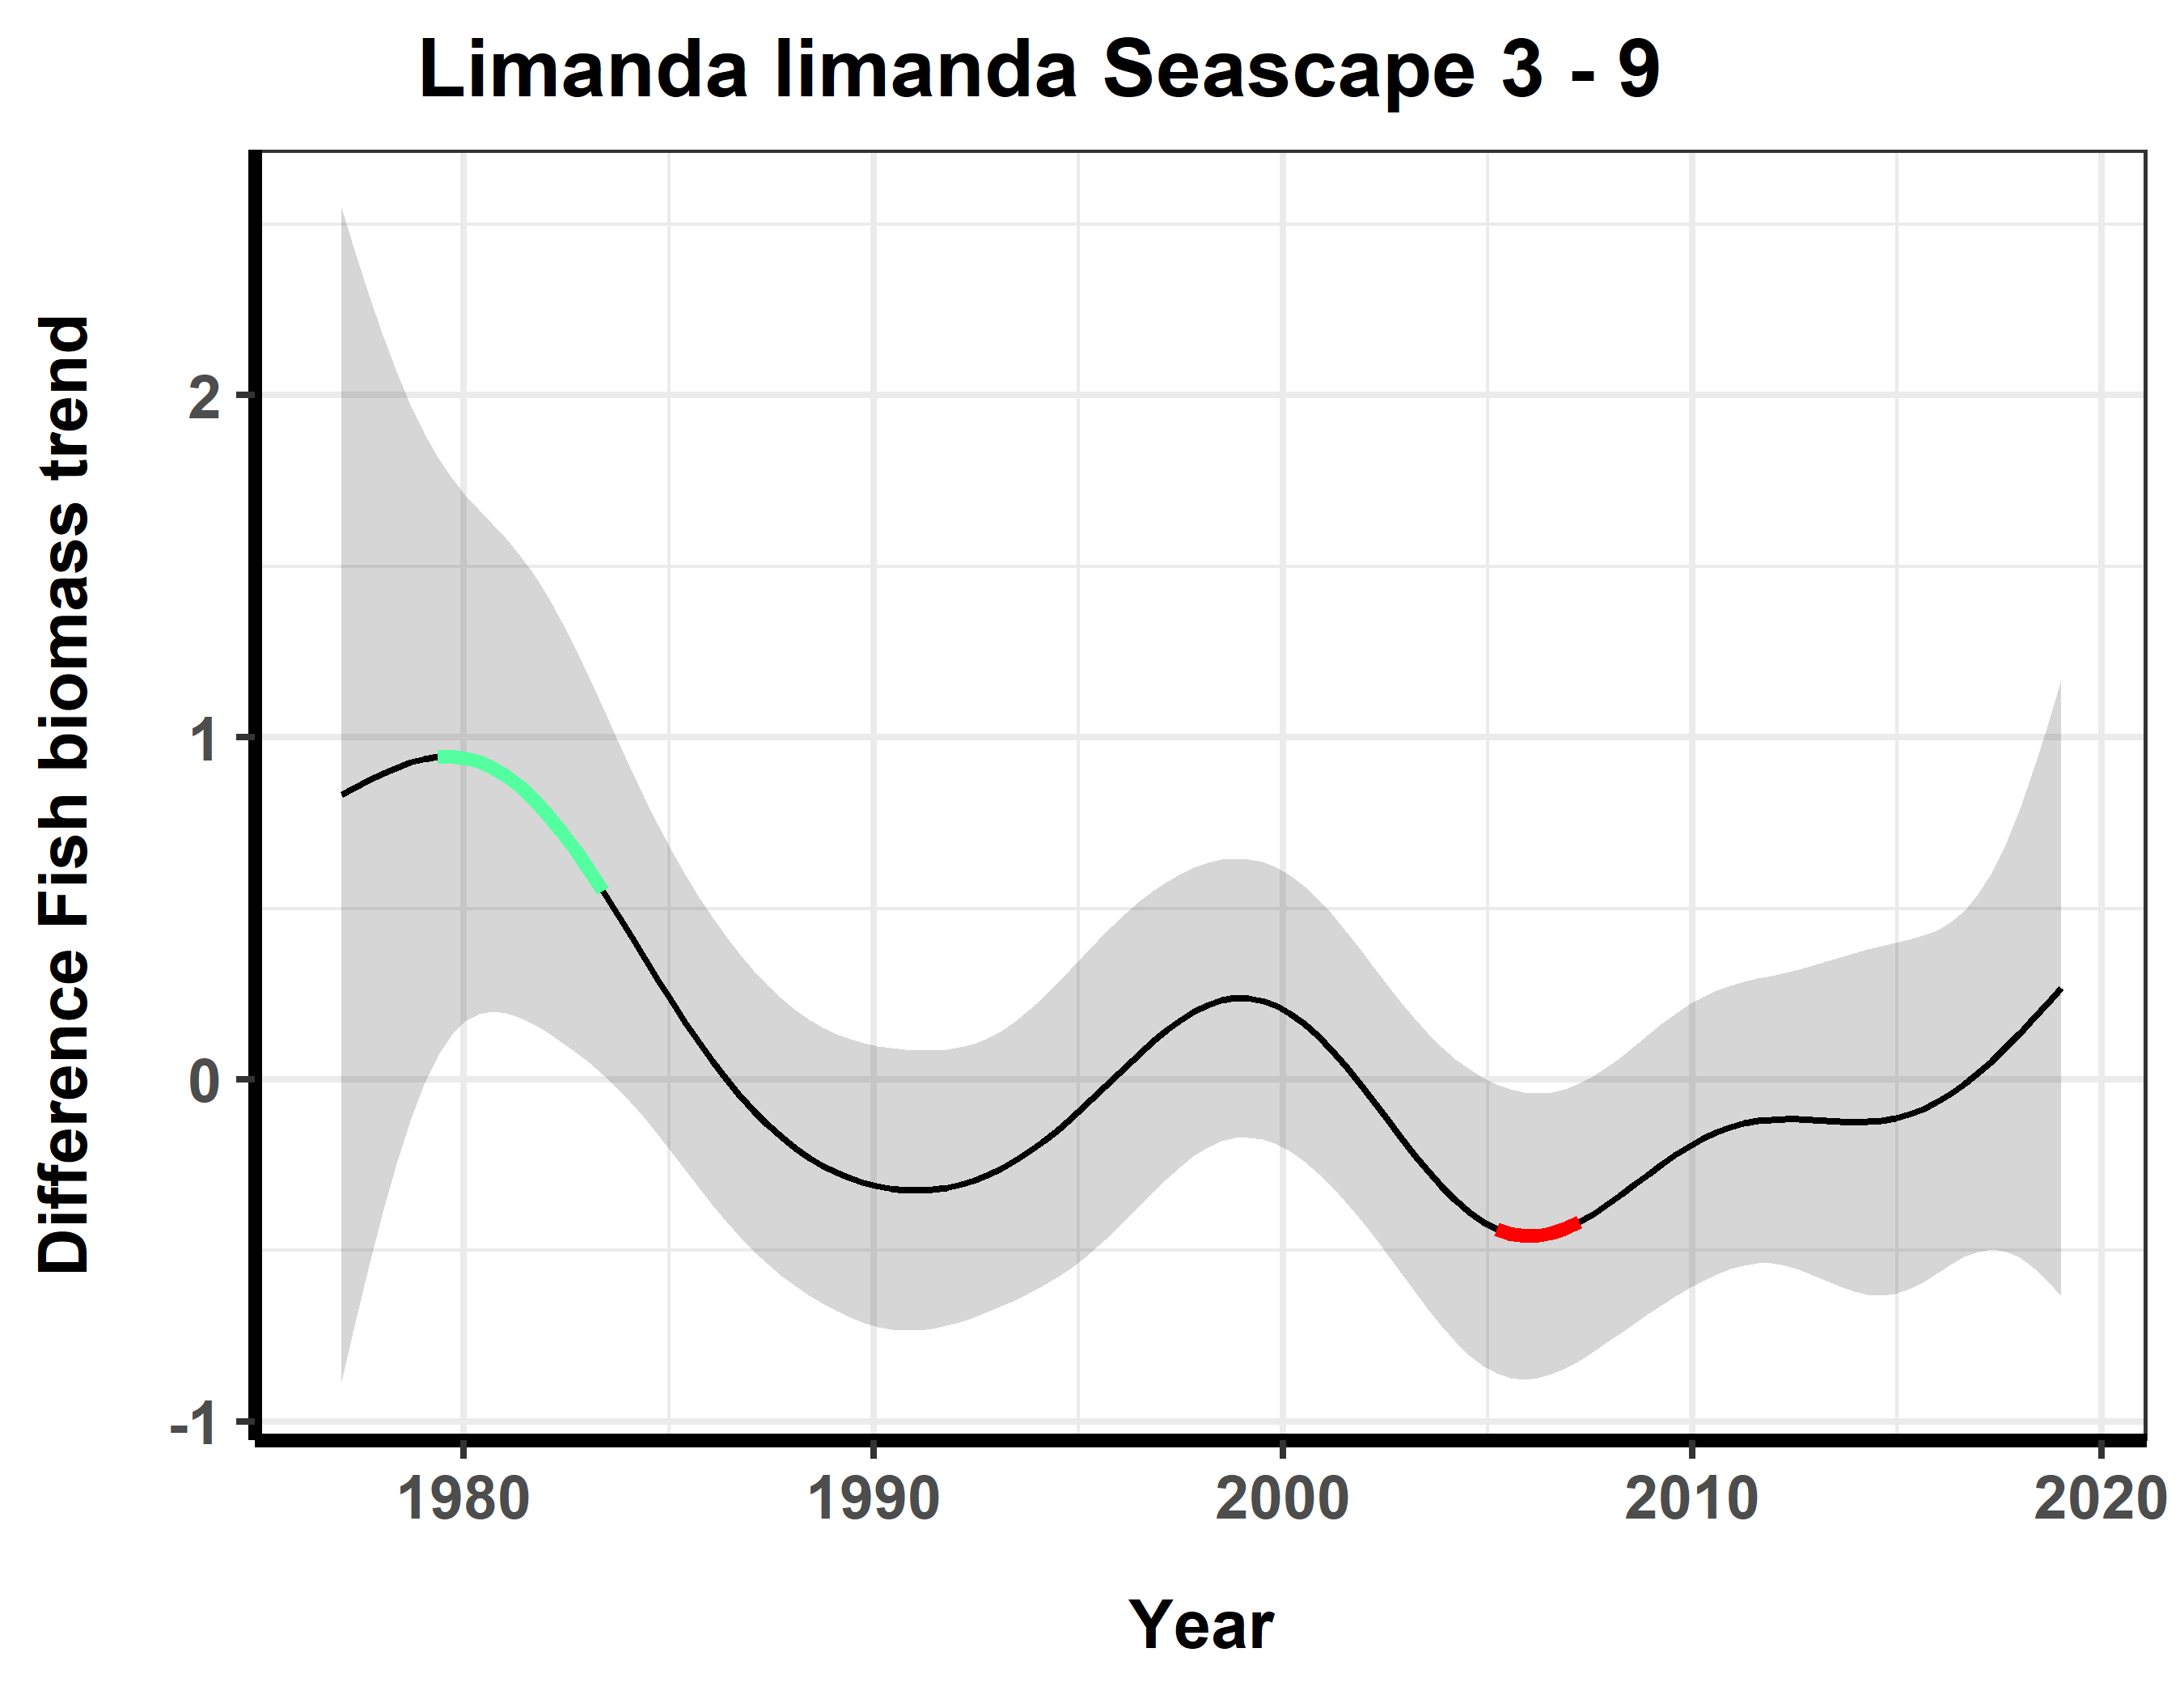 Limanda limanda Seascape 3 - 9
Difference Fish biomass trend
2
1
0
-1
1980 1990 2000 2010 2020
Year